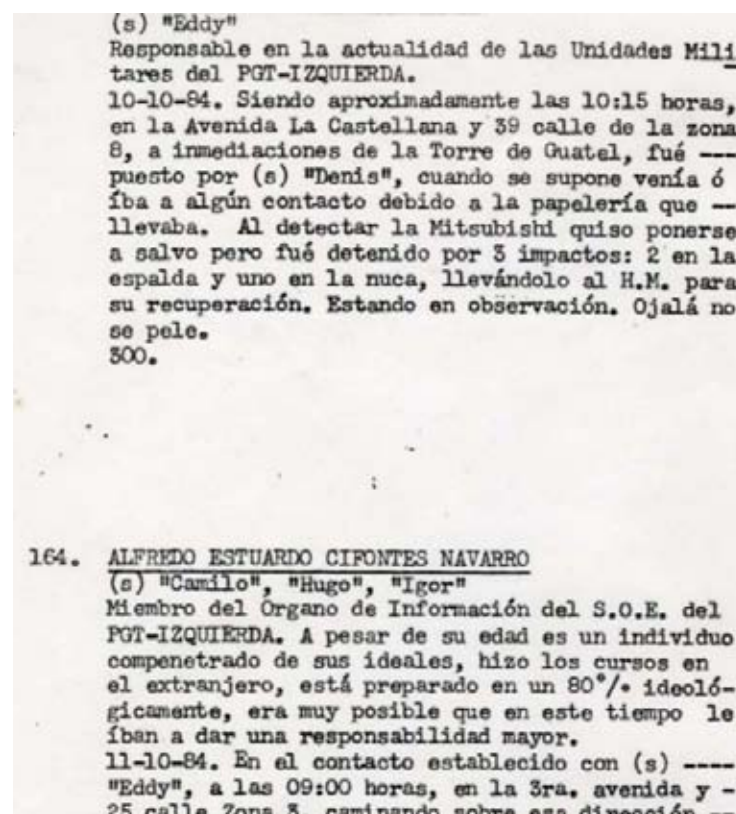 (s) "Eddy"
Responsable en la actualidad de las Unidades Mili
tares del PGT-IZQUIERDA.
10-10-84. Siendo aproximadamente las 10:15 horas,
en la Avenida La Castellana y 39 calle de la zona
8, a inmediaciones de la Torre de Guatel, fué ---
puesto por (s) "Denis", cuando se supone venía ó
íba a algún contacto debido a la papelería que --
llevaba. Al detectar la Mitsubishi quiso ponerse
a salvo pero fué detenido por 3 impactos: 2 en la
espalda y uno en la nuca, llevándolo al H.M. para
su recuperación. Estando en observación. Ojalá no
se pele.
300.
164. ALFREDO ESTUARDO CIFONTES NAVARRO
(s) "Camilo", "Hugo", "Igor"
Miembro del Organo de Información del S.O.E. del
PGT-IZQUIERDA. A pesar de su edad es un individuo
compenetrado de sus ideales, hizo los cursos en
el extranjero, está preparado en un 80°/• ideoló-
gicamente, era muy posible que en este tiempo le
íban a dar una responsabilidad mayor.
11-10-84. En el contacto establecido con (s) ----
"Eddy", a las 09:00 horas, en la 3ra. avenida y -
25 calle Zona 3, caminando sobre esa dirección --